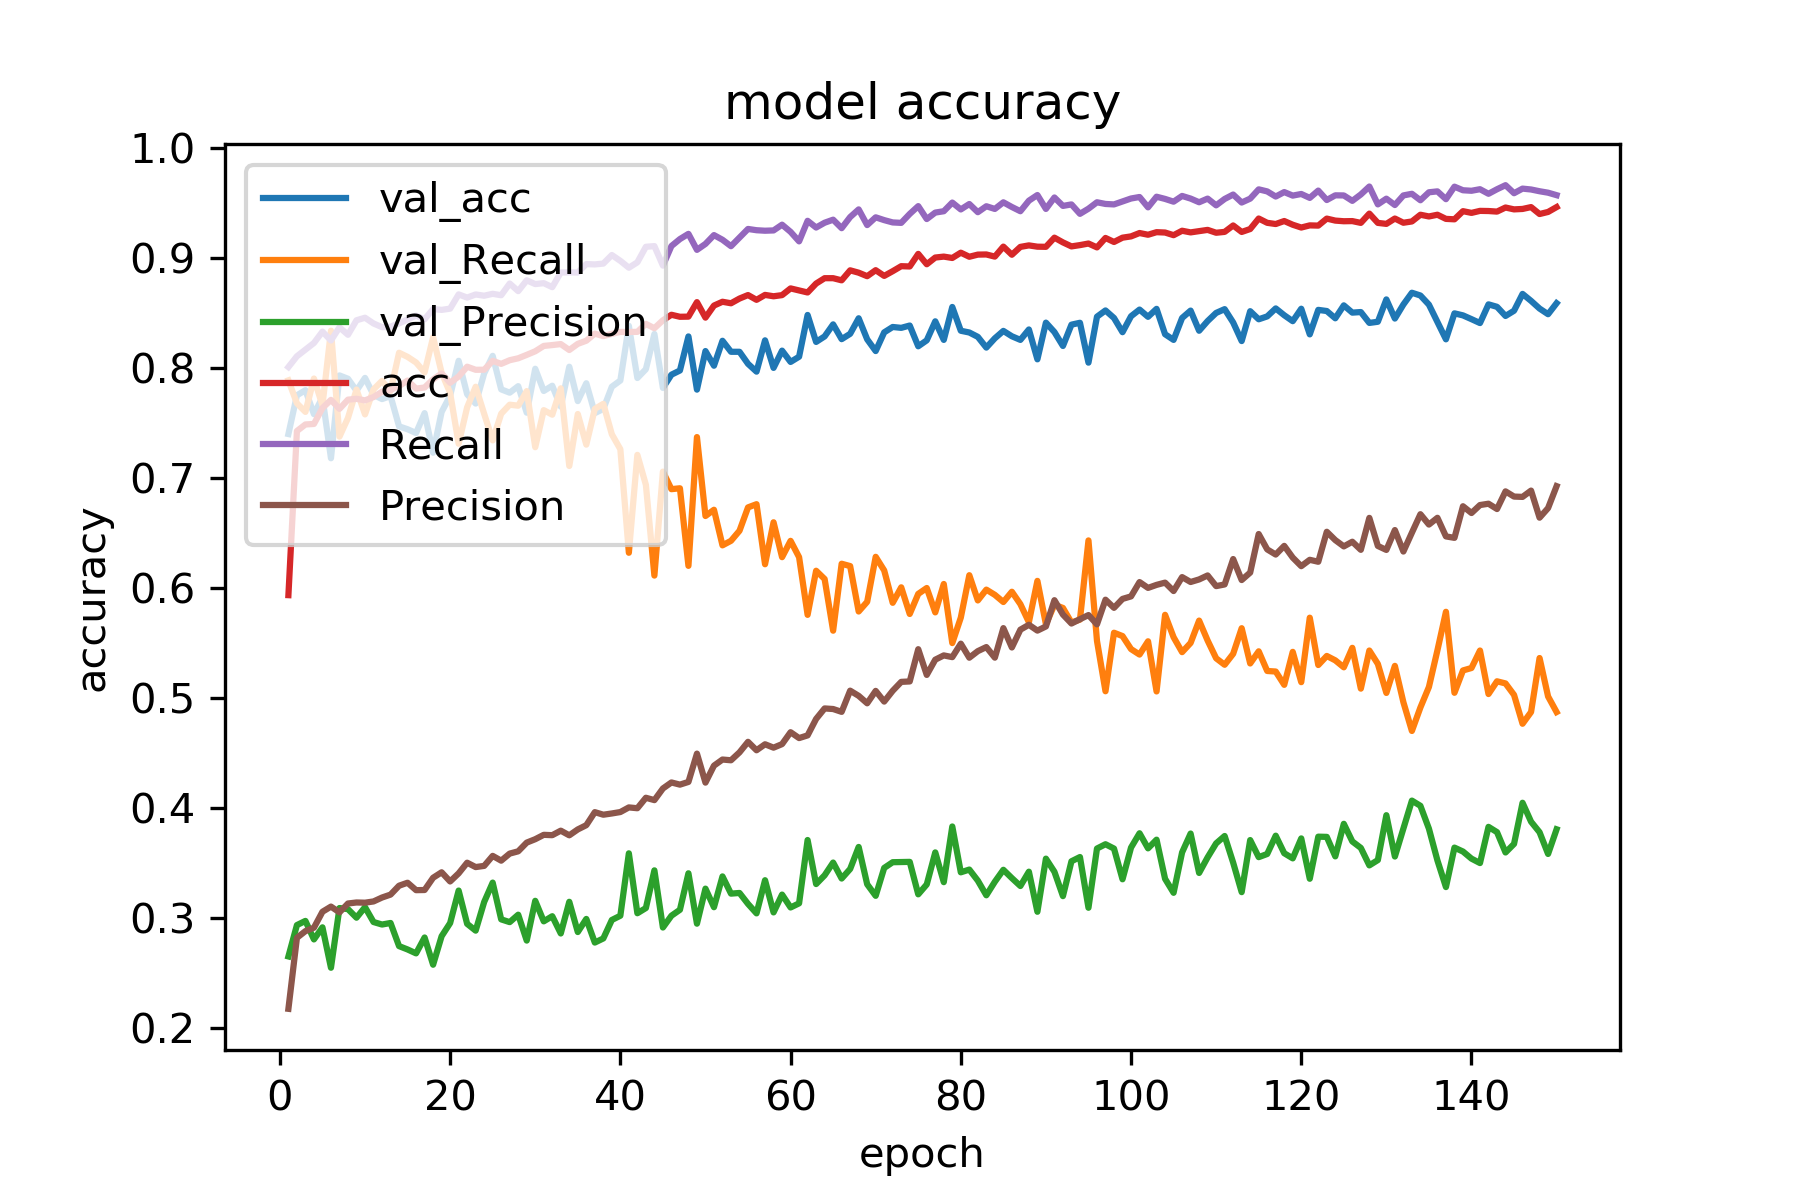 model accuracy
accuracy
1.0
0.9
0.8
0.7
0.6
0.5
0.4
0.3
0.2
val_acc
val_Recall
val_Precision
acc
Recall
Precision
0 20 40 60 80 100 120 140
epoch